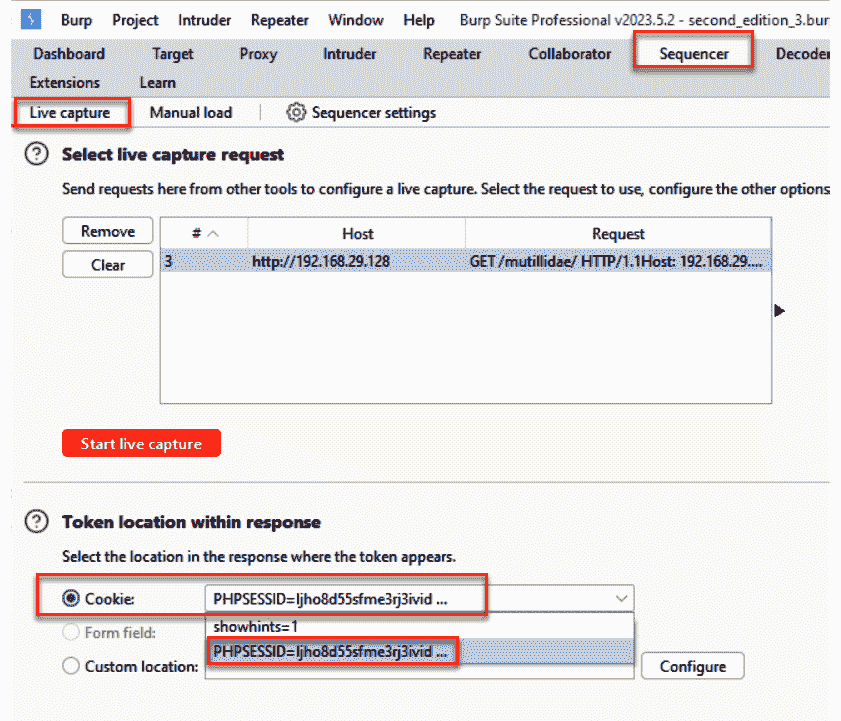 Burp Project Intruder Repeater Window Help Burp Suite Professional v2023.5.2 - second_edition_3.bur
Dashboard Target Proxy Intruder Repeater Collaborator Sequencer Decoder
Extensions Learn
Live capture Manual load Sequencer settings
? Select live capture request
Send requests here from other tools to configure a live capture. Select the request to use, configure the other options
Remove # Host Request
Clear 3 http://192.168.29.128 GET /mutillidae/ HTTP/1.1Host: 192.168.29....
Start live capture
? Token location within response
Select the location in the response where the token appears.
Cookie: PHPSESSID=ljho8d55sfme3rj3ivid ...
Form field: showhints=1
PHPSESSID=ljho8d55sfme3rj3ivid ...
Custom location: Configure